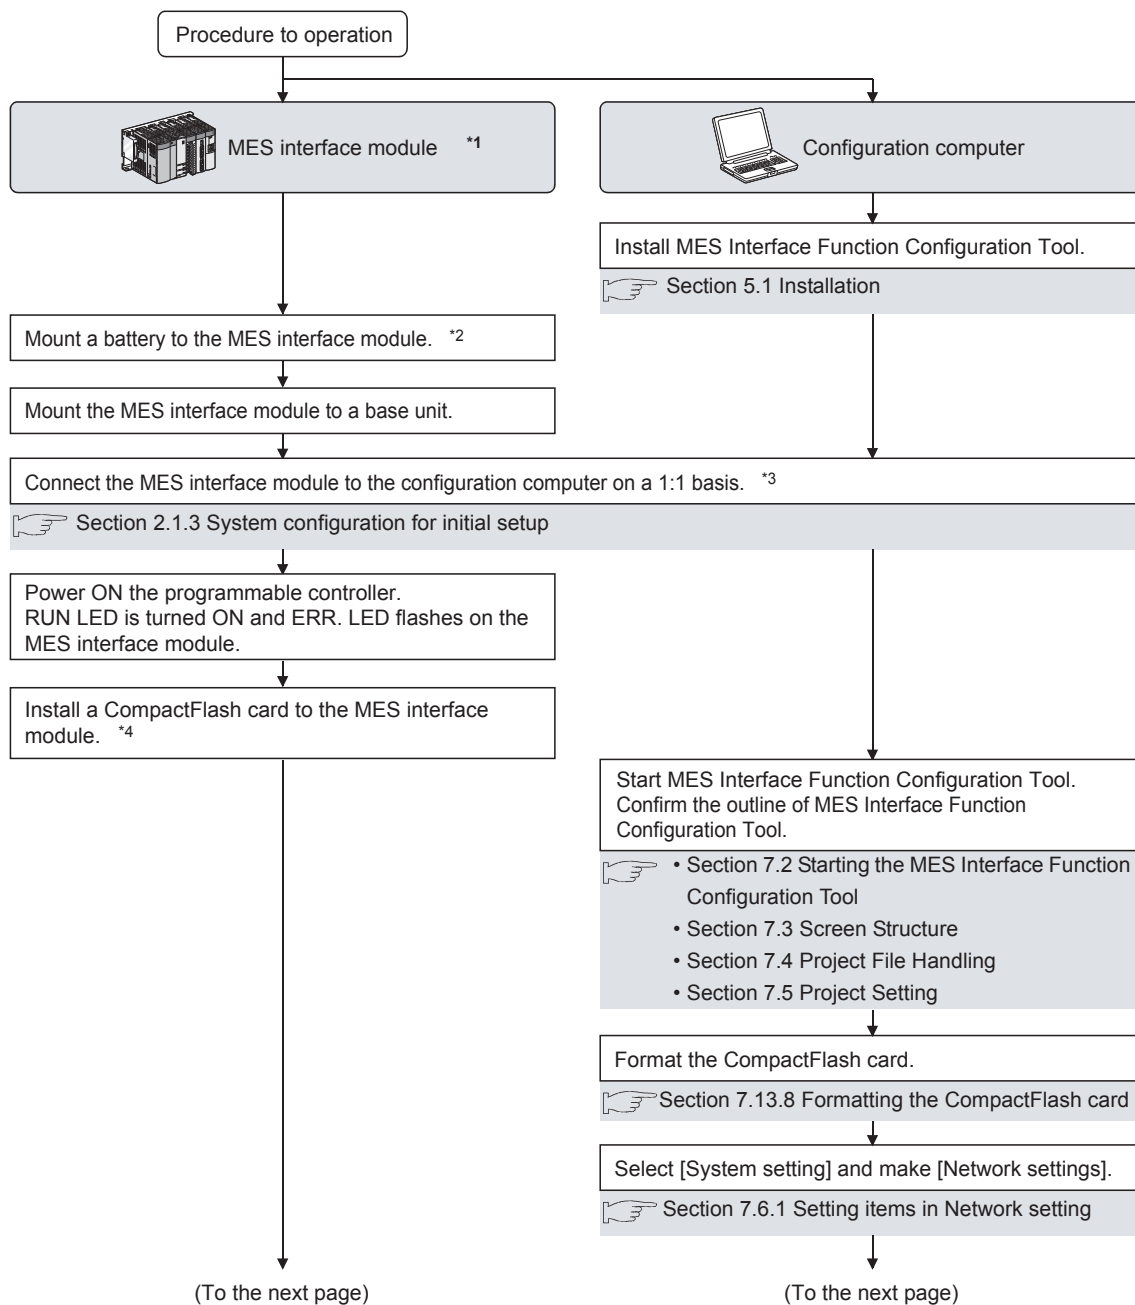 Procedure to operation
MES interface module *1
Configuration computer
Install MES Interface Function Configuration Tool.
Section 5.1 Installation
Mount a battery to the MES interface module. *2
Mount the MES interface module to a base unit.
Connect the MES interface module to the configuration computer on a 1:1 basis. *3
Section 2.1.3 System configuration for initial setup
Power ON the programmable controller.
RUN LED is turned ON and ERR. LED flashes on the
MES interface module.
Install a CompactFlash card to the MES interface
module. *4
Start MES Interface Function Configuration Tool.
Confirm the outline of MES Interface Function
Configuration Tool.
• Section 7.2 Starting the MES Interface Function
Configuration Tool
• Section 7.3 Screen Structure
• Section 7.4 Project File Handling
• Section 7.5 Project Setting
Format the CompactFlash card.
Section 7.13.8 Formatting the CompactFlash card
Select [System setting] and make [Network settings].
Section 7.6.1 Setting items in Network setting
(To the next page)
(To the next page)